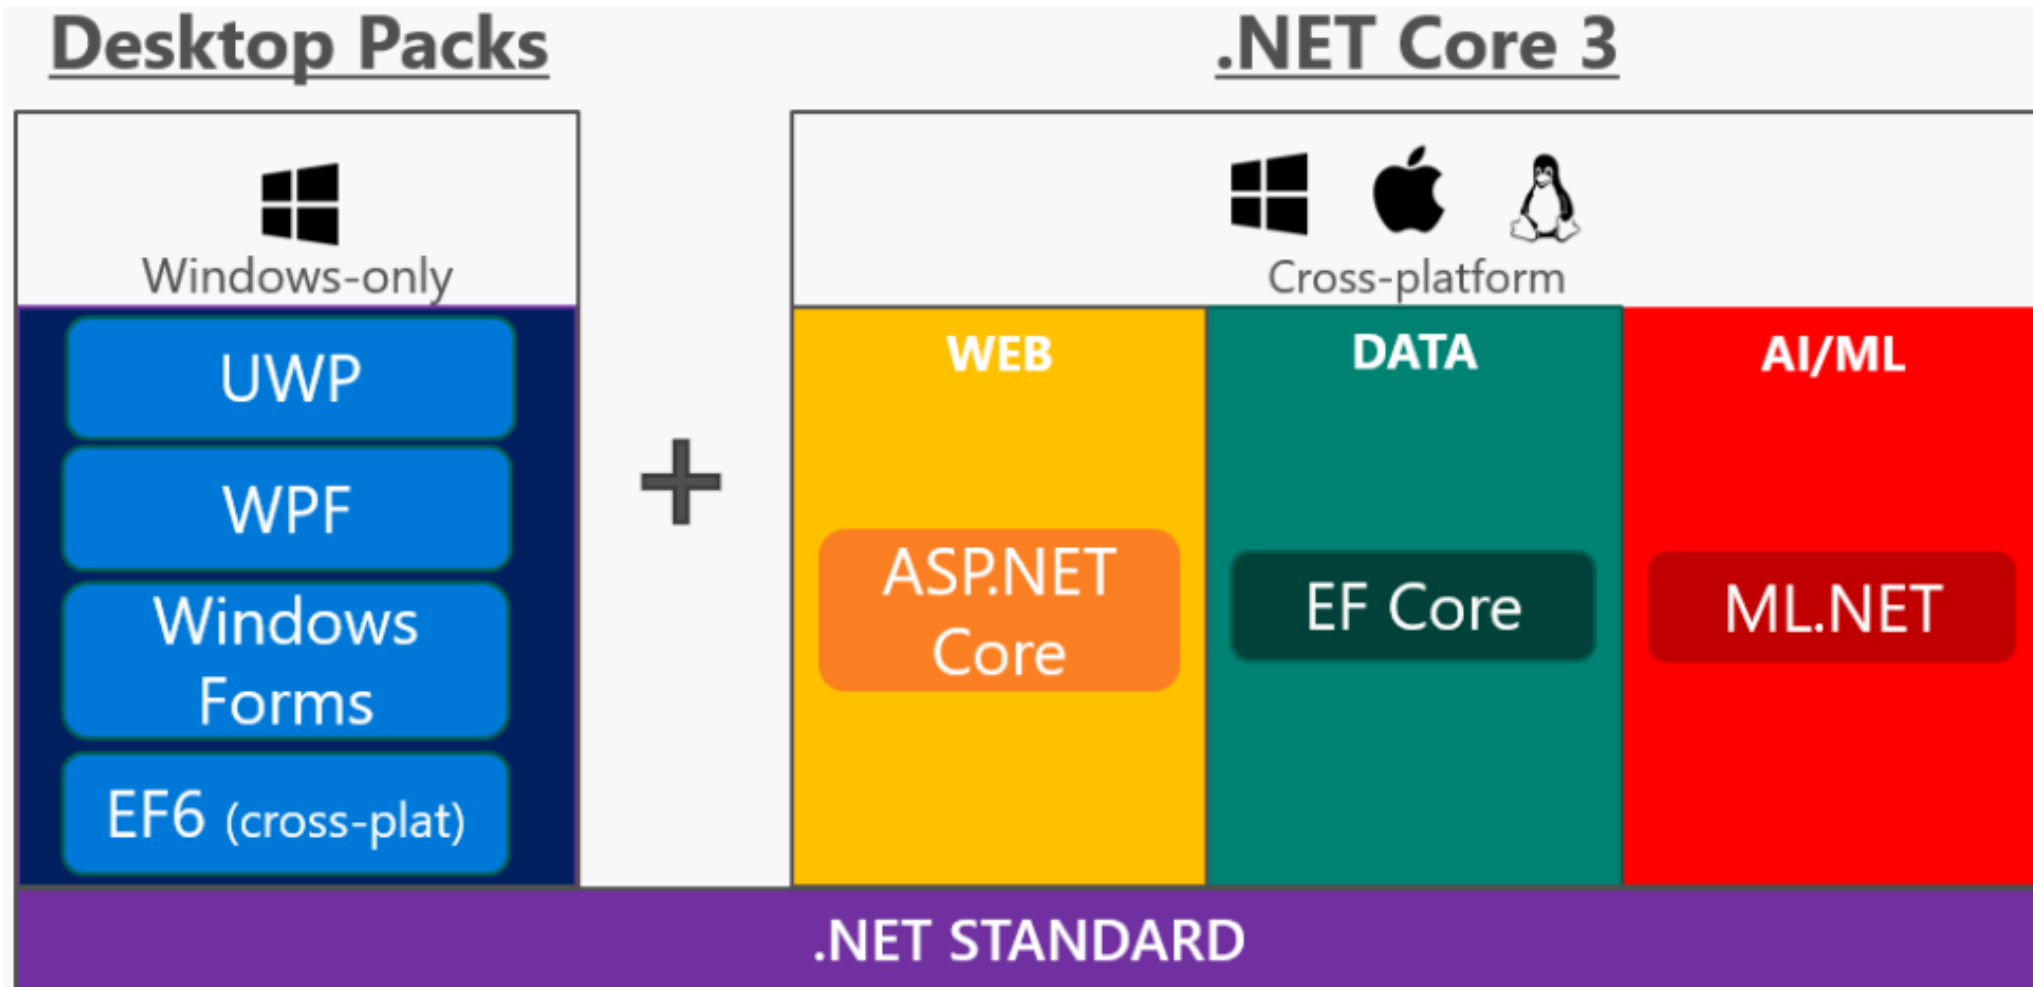 Desktop Packs
.NET Core 3
Windows-only
Cross-platform
UWP
WPF
Windows
Forms
EF6 (cross-plat)
WEB
ASP.NET
Core
DATA
EF Core
AI/ML
ML.NET
.NET STANDARD